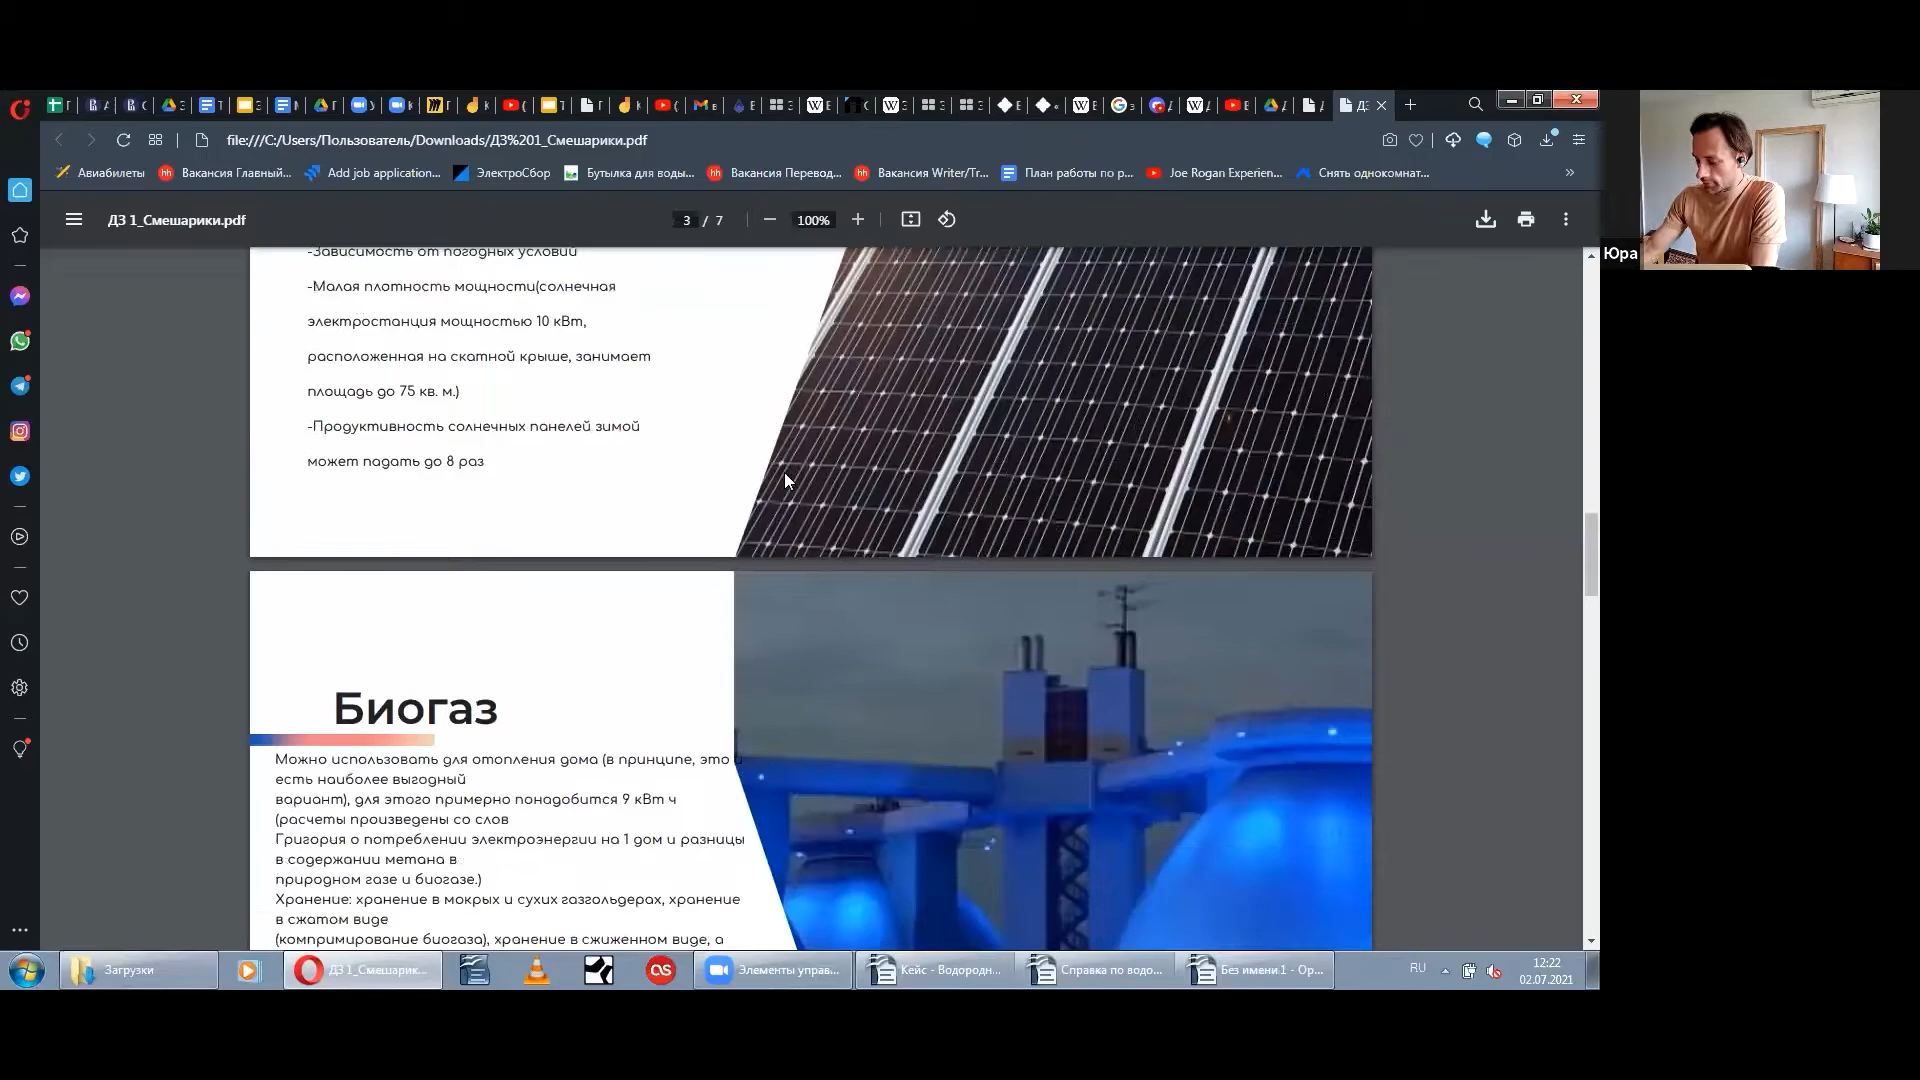 file:///C:/Users/Пользователь/Downloads/ДЗ%201_Смешарики.pdf
Авиабилеты
Вакансия Главный...
Add job application...
ЭлектроСбор
Бутылка для воды...
Вакансия Перевод...
Вакансия Writer/Tr...
План работы по р...
Joe Rogan Experien...
Снять однокомнат...
»
ДЗ 1_Смешарики.pdf
3 / 7
100%
Юра
-Зависимость от погодных условий
-Малая плотность мощности(солнечная
электростанция мощностью 10 кВт,
расположенная на скатной крыше, занимает
площадь до 75 кв. м.)
-Продуктивность солнечных панелей зимой
может падать до 8 раз
Биогаз
Можно использовать для отопления дома (в принципе, это и
есть наиболее выгодный
вариант), для этого примерно понадобится 9 кВт ч
(расчеты произведены со слов
Григория о потреблении электроэнергии на 1 дом и разницы
в содержании метана в
природном газе и биогазе.)
Хранение: хранение в мокрых и сухих газгольдерах, хранение
в сжатом виде
(компримирование биогаза), хранение в сжиженном виде, а
Загрузки
ДЗ 1_Смешарик...
Элементы управ...
Кейс - Водородн...
Справка по водо...
Без имени 1 - Op...
RU
12:22
02.07.2021